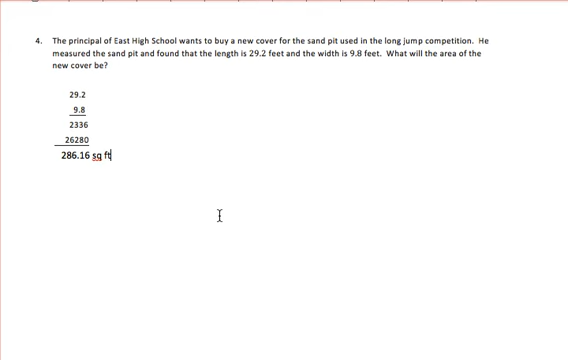 4. The principal of East High School wants to buy a new cover for the sand pit used in the long jump competition. He
measured the sand pit and found that the length is 29.2 feet and the width is 9.8 feet. What will the area of the
new cover be?
29.2
9.8
2336
26280
286.16 sq ft